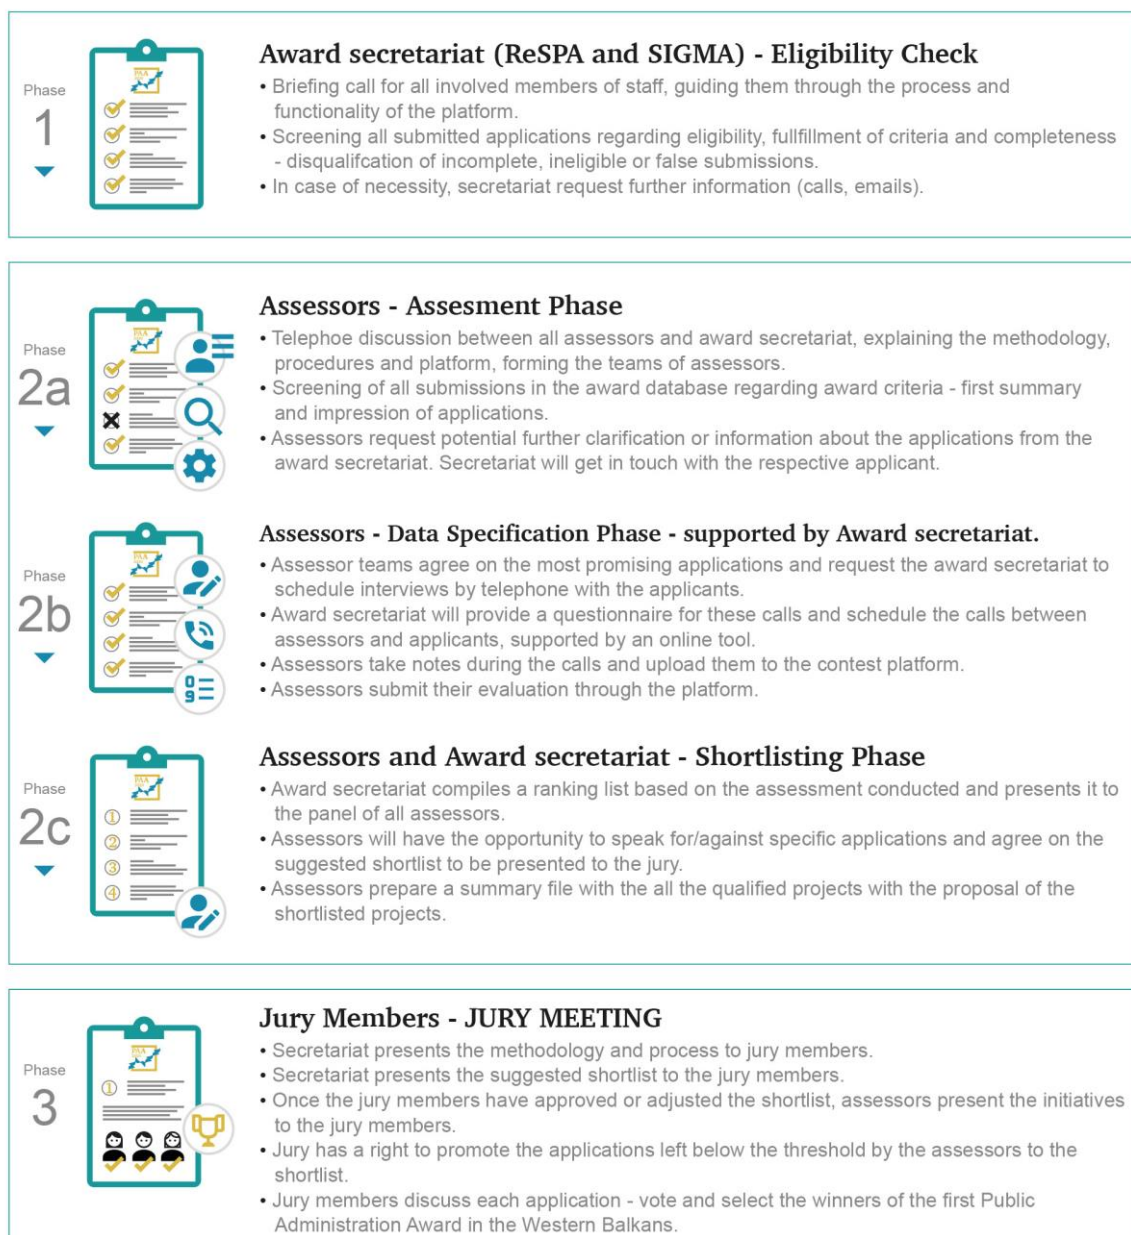 Phase
1
Award secretariat (ReSPA and SIGMA) - Eligibility Check
• Briefing call for all involved members of staff, guiding them through the process and
functionality of the platform.
• Screening all submitted applications regarding eligibility, fullfillment of criteria and completeness
- disqualifcation of incomplete, ineligible or false submissions.
• In case of necessity, secretariat request further information (calls, emails).
Phase
2a
Assessors - Assesment Phase
• Telephoe discussion between all assessors and award secretariat, explaining the methodology,
procedures and platform, forming the teams of assessors.
• Screening of all submissions in the award database regarding award criteria - first summary
and impression of applications.
• Assessors request potential further clarification or information about the applications from the
award secretariat. Secretariat will get in touch with the respective applicant.
Phase
2b
0
9
Assessors - Data Specification Phase - supported by Award secretariat.
• Assessor teams agree on the most promising applications and request the award secretariat to
schedule interviews by telephone with the applicants.
• Award secretariat will provide a questionnaire for these calls and schedule the calls between
assessors and applicants, supported by an online tool.
• Assessors take notes during the calls and upload them to the contest platform.
• Assessors submit their evaluation through the platform.
Phase
2c
1
2
3
4
Assessors and Award secretariat - Shortlisting Phase
• Award secretariat compiles a ranking list based on the assessment conducted and presents it to
the panel of all assessors.
• Assessors will have the opportunity to speak for/against specific applications and agree on the
suggested shortlist to be presented to the jury.
• Assessors prepare a summary file with the all the qualified projects with the proposal of the
shortlisted projects.
Phase
3
1
Jury Members - JURY MEETING
• Secretariat presents the methodology and process to jury members.
• Secretariat presents the suggested shortlist to the jury members.
• Once the jury members have approved or adjusted the shortlist, assessors present the initiatives
to the jury members.
• Jury has a right to promote the applications left below the threshold by the assessors to the
shortlist.
• Jury members discuss each application - vote and select the winners of the first Public
Administration Award in the Western Balkans.